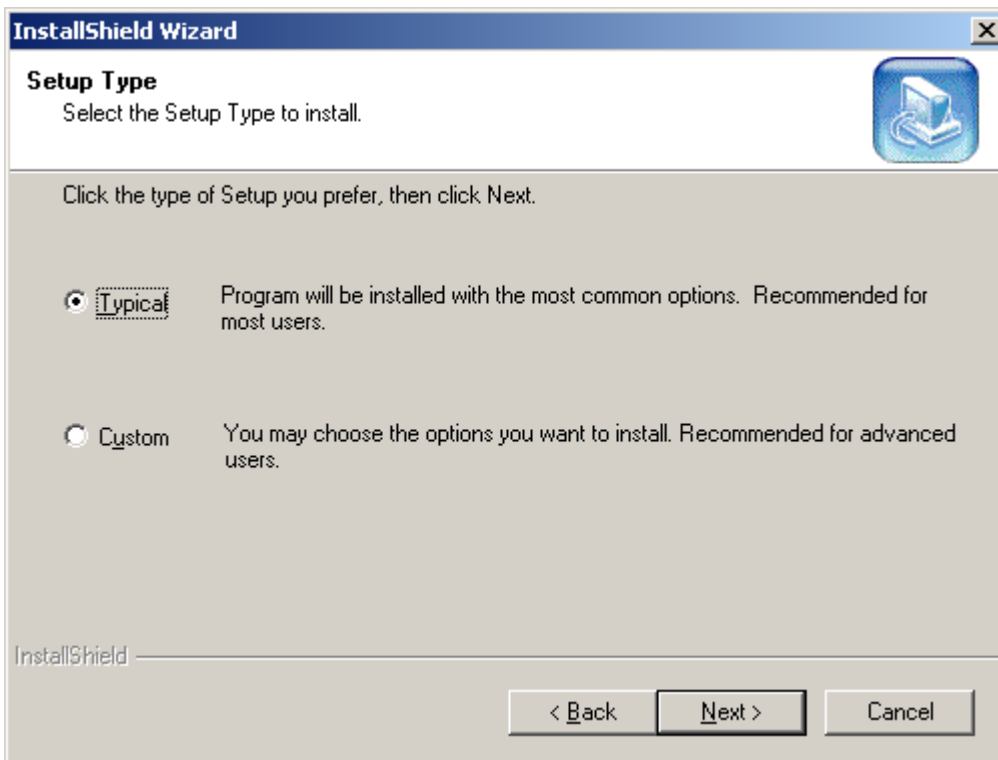 InstallShield Wizard
Setup Type
Select the Setup Type to install.
Click the type of Setup you prefer, then click Next.
Typical
Program will be installed with the most common options.  Recommended for
most users.
Custom
You may choose the options you want to install. Recommended for advanced
users.
InstallShield
< Back
Next >
Cancel